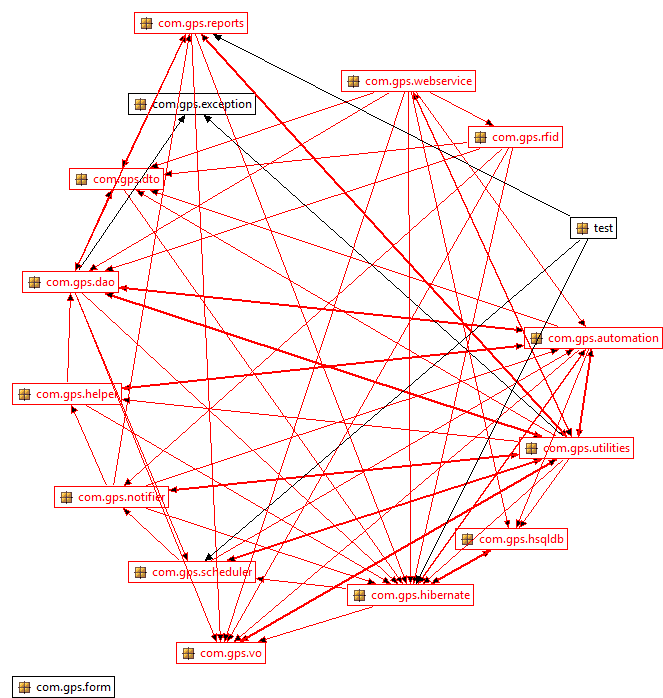 com.gps.reports
com.gps.webservice
com.gps.exception
com.gps.rfid
com.gps.dto
test
com.gps.dao
com.gps.automation
com.gps.helper
com.gps.utilities
com.gps.notifier
com.gps.hsqldb
com.gps.scheduler
com.gps.hibernate
com.gps.vo
com.gps.form